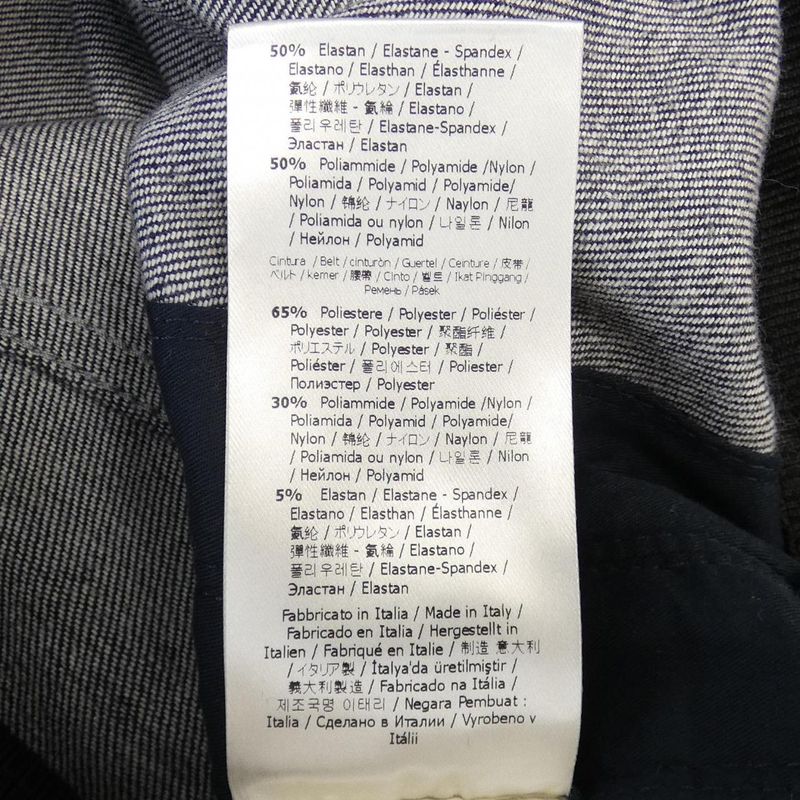 50% Elastan / Elastane - Spandex /
Elastano / Elasthan / Élasthanne /
氨纶 / ポリウレタン / Elastan /
彈性纖維 - 氨綸 / Elastano /
폴리우레탄 / Elastane-Spandex /
Эластан / Elastan
50% Poliammide / Polyamide /Nylon /
Poliamida / Polyamid / Polyamide/
Nylon / 锦纶 / ナイロン / Naylon / 尼龍
/ Poliamida ou nylon / 나일론 / Nilon
/ Нейлон / Polyamid
Cintura / Belt / cinturòn / Guertel / Ceinture / 皮带 /
ベルト / kemer / 腰帶 / Cinto / 벨트 / Ikat Pinggang /
Ремень / Pásek
65% Poliestere / Polyester / Poliéster /
Polyester / Polyester / 聚酯纤维 /
ポリエステル / Polyester / 聚酯 /
Poliéster / 폴리에스터 / Poliester /
Полиэстер / Polyester
30% Poliammide / Polyamide /Nylon /
Poliamida / Polyamid / Polyamide/
Nylon / 锦纶 / ナイロン / Naylon / 尼龍
/ Poliamida ou nylon / 나일론 / Nilon
/ Нейлон / Polyamid
5% Elastan / Elastane - Spandex /
Elastano / Elasthan / Élasthanne /
氨纶 / ポリウレタン / Elastan /
彈性纖維 - 氨綸 / Elastano /
폴리우레탄 / Elastane-Spandex /
Эластан / Elastan
Fabbricato in Italia / Made in Italy /
Fabricado en Italia / Hergestellt in
Italien / Fabriqué en Italie / 制造 意大利
/ イタリア製 / İtalya'da üretilmiştir /
義大利製造 / Fabricado na Itália /
제조국명 이태리 / Negara Pembuat :
Italia / Сделано в Италии / Vyrobeno v
Itálii